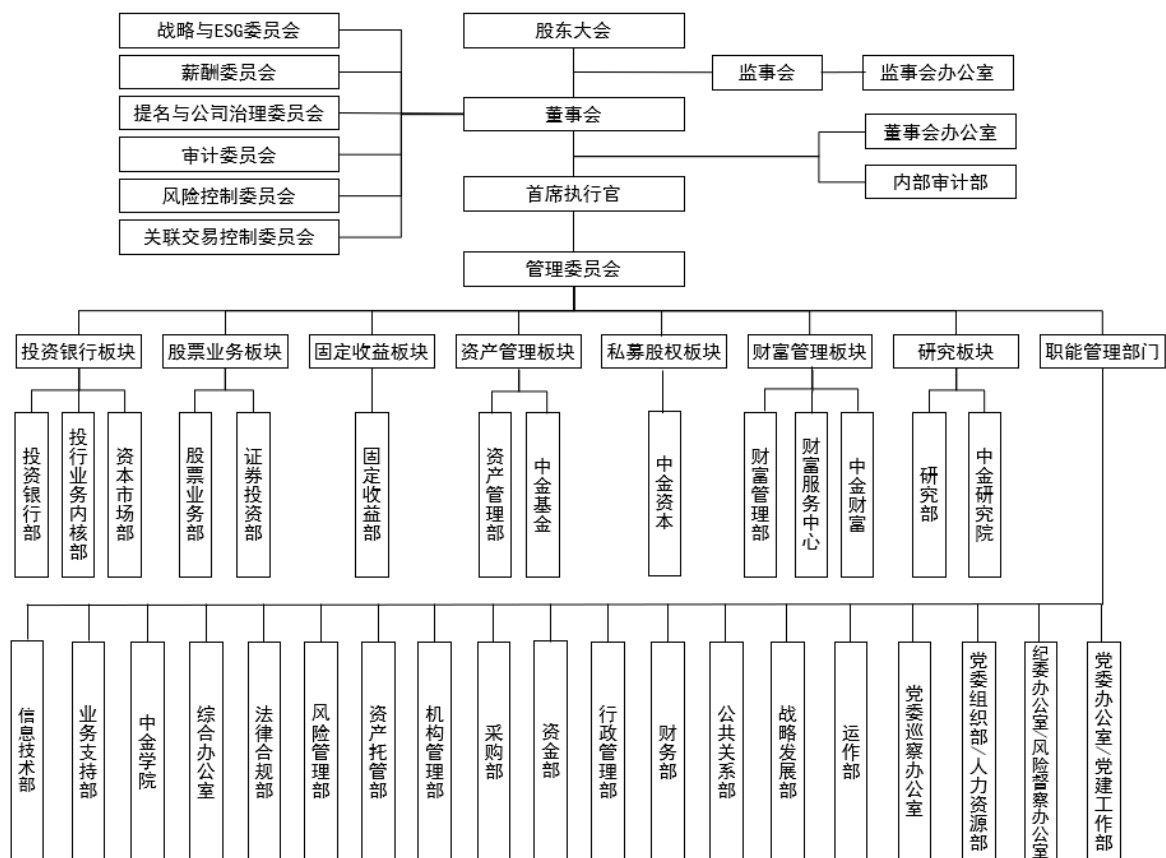 战略与ESG委员会
股东大会
薪酬委员会
监事会
监事会办公室
提名与公司治理委员会
董事会
董事会办公室
审计委员会
内部审计部
风险控制委员会
首席执行官
关联交易控制委员会
管理委员会
投资银行板块
股票业务板块
固定收益板块
资产管理板块
私募股权板块
财富管理板块
研究板块
职能管理部门
投资银行部
投行业务内核部
资本市场部
股票业务部
证券投资部
固定收益部
资产管理部
中金基金
中金资本
财富管理部
财富服务中心
中金财富
研究部
中金研究院
信息技术部
业务支持部
中金学院
综合办公室
法律合规部
风险管理部
资产托管部
机构管理部
采购部
资金部
行政管理部
财务部
公共关系部
战略发展部
运作部
党委巡察办公室
党委组织部/人力资源部
纪委办公室/风险督察办公室
党委办公室/党建工作部